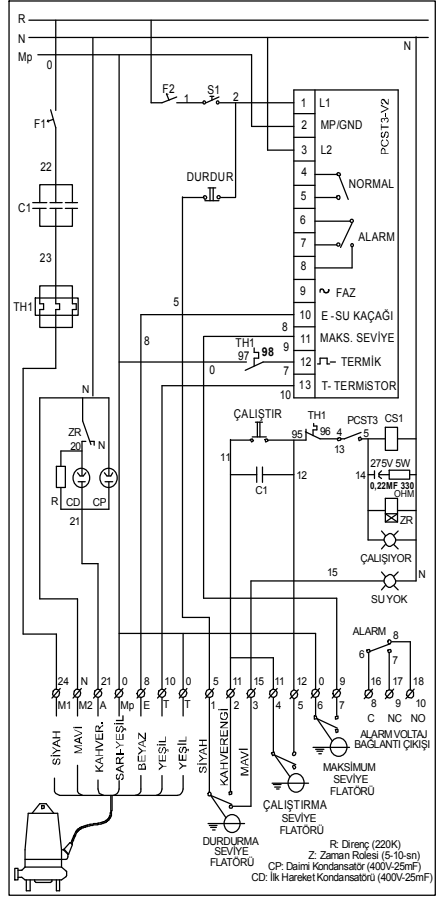 R
N
Mp
N
0
F1
22
C1
23
TH1
F2
1
S1
2
DURDUR
1 L1
2 MP/GND
3 L2
4
NORMAL
5
6
ALARM
7
8
9 ~ FAZ
10 E -SU KAÇAĞI
11 MAKS. SEVİYE
12 TERMİK
13 T- TERMiSTOR
PCST3-V2
5
8
8
9
TH1
97 98
0
7
10
N
ZR
20 N
R CD CP
21
ÇALIŞTIR
TH1
PCST3
CS1
95 96 4 5
13
11
12
C1
275V 5W
14
0,22MF 330
OHM
ZR
ÇALIŞIYOR
15
N
SU YOK
ALARM
8
6
7
24 N 21 0 8 10 0 5 11 15 11 12 0 9 16 17 18
M1 M2 A Mp E T T 1 2 3 4 5 6 7 8 9 10
C NC NO
SİYAH
MAVİ
KAHVER.
SARI-YEŞİL
BEYAZ
YEŞİL
YEŞİL
SİYAH
KAHVERENGİ
MAVİ
ALARM VOLTAJ
BAĞLANTI ÇIKIŞI
MAKSİMUM
SEVİYE
FLATÖRÜ
ÇALIŞTIRMA
SEVİYE
FLATÖRÜ
DURDURMA
SEVİYE
FLATÖRÜ
R: Direnç (220K)
Z: Zaman Rolesi (5-10-sn)
CP: Daimi Kondansatör (400V-25mF)
CD: İlk Hareket Kondansatörü (400V-25mF)